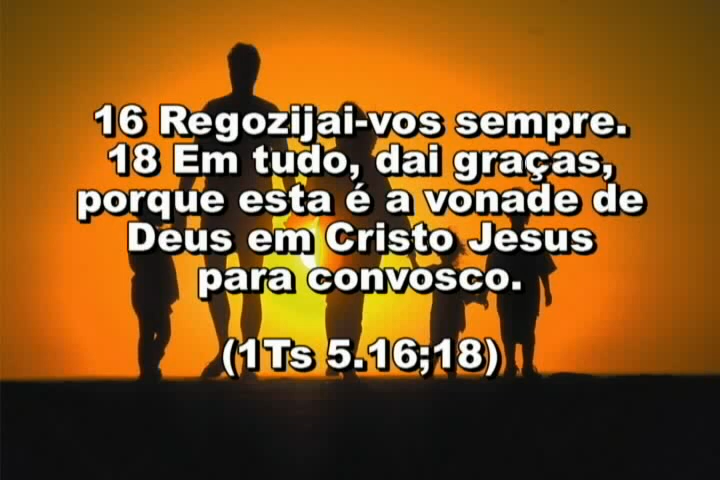 16 Regozijai-vos sempre.
18 Em tudo, dai graças,
porque esta é a vonade de
Deus em Cristo Jesus
para convosco.
(1Ts 5.16;18)